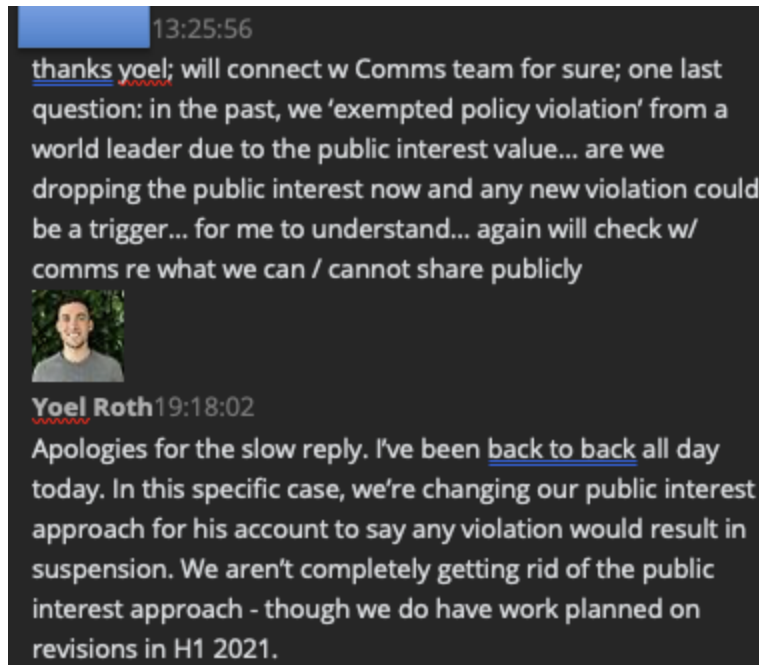 13:25:56
thanks yoel; will connect w Comms team for sure; one last
question: in the past, we ‘exempted policy violation’ from a
world leader due to the public interest value... are we
dropping the public interest now and any new violation could
be a trigger... for me to understand... again will check w/
comms re what we can / cannot share publicly
Yoel Roth19:18:02
Apologies for the slow reply. I’ve been back to back all day
today. In this specific case, we’re changing our public interest
approach for his account to say any violation would result in
suspension. We aren’t completely getting rid of the public
interest approach - though we do have work planned on
revisions in H1 2021.